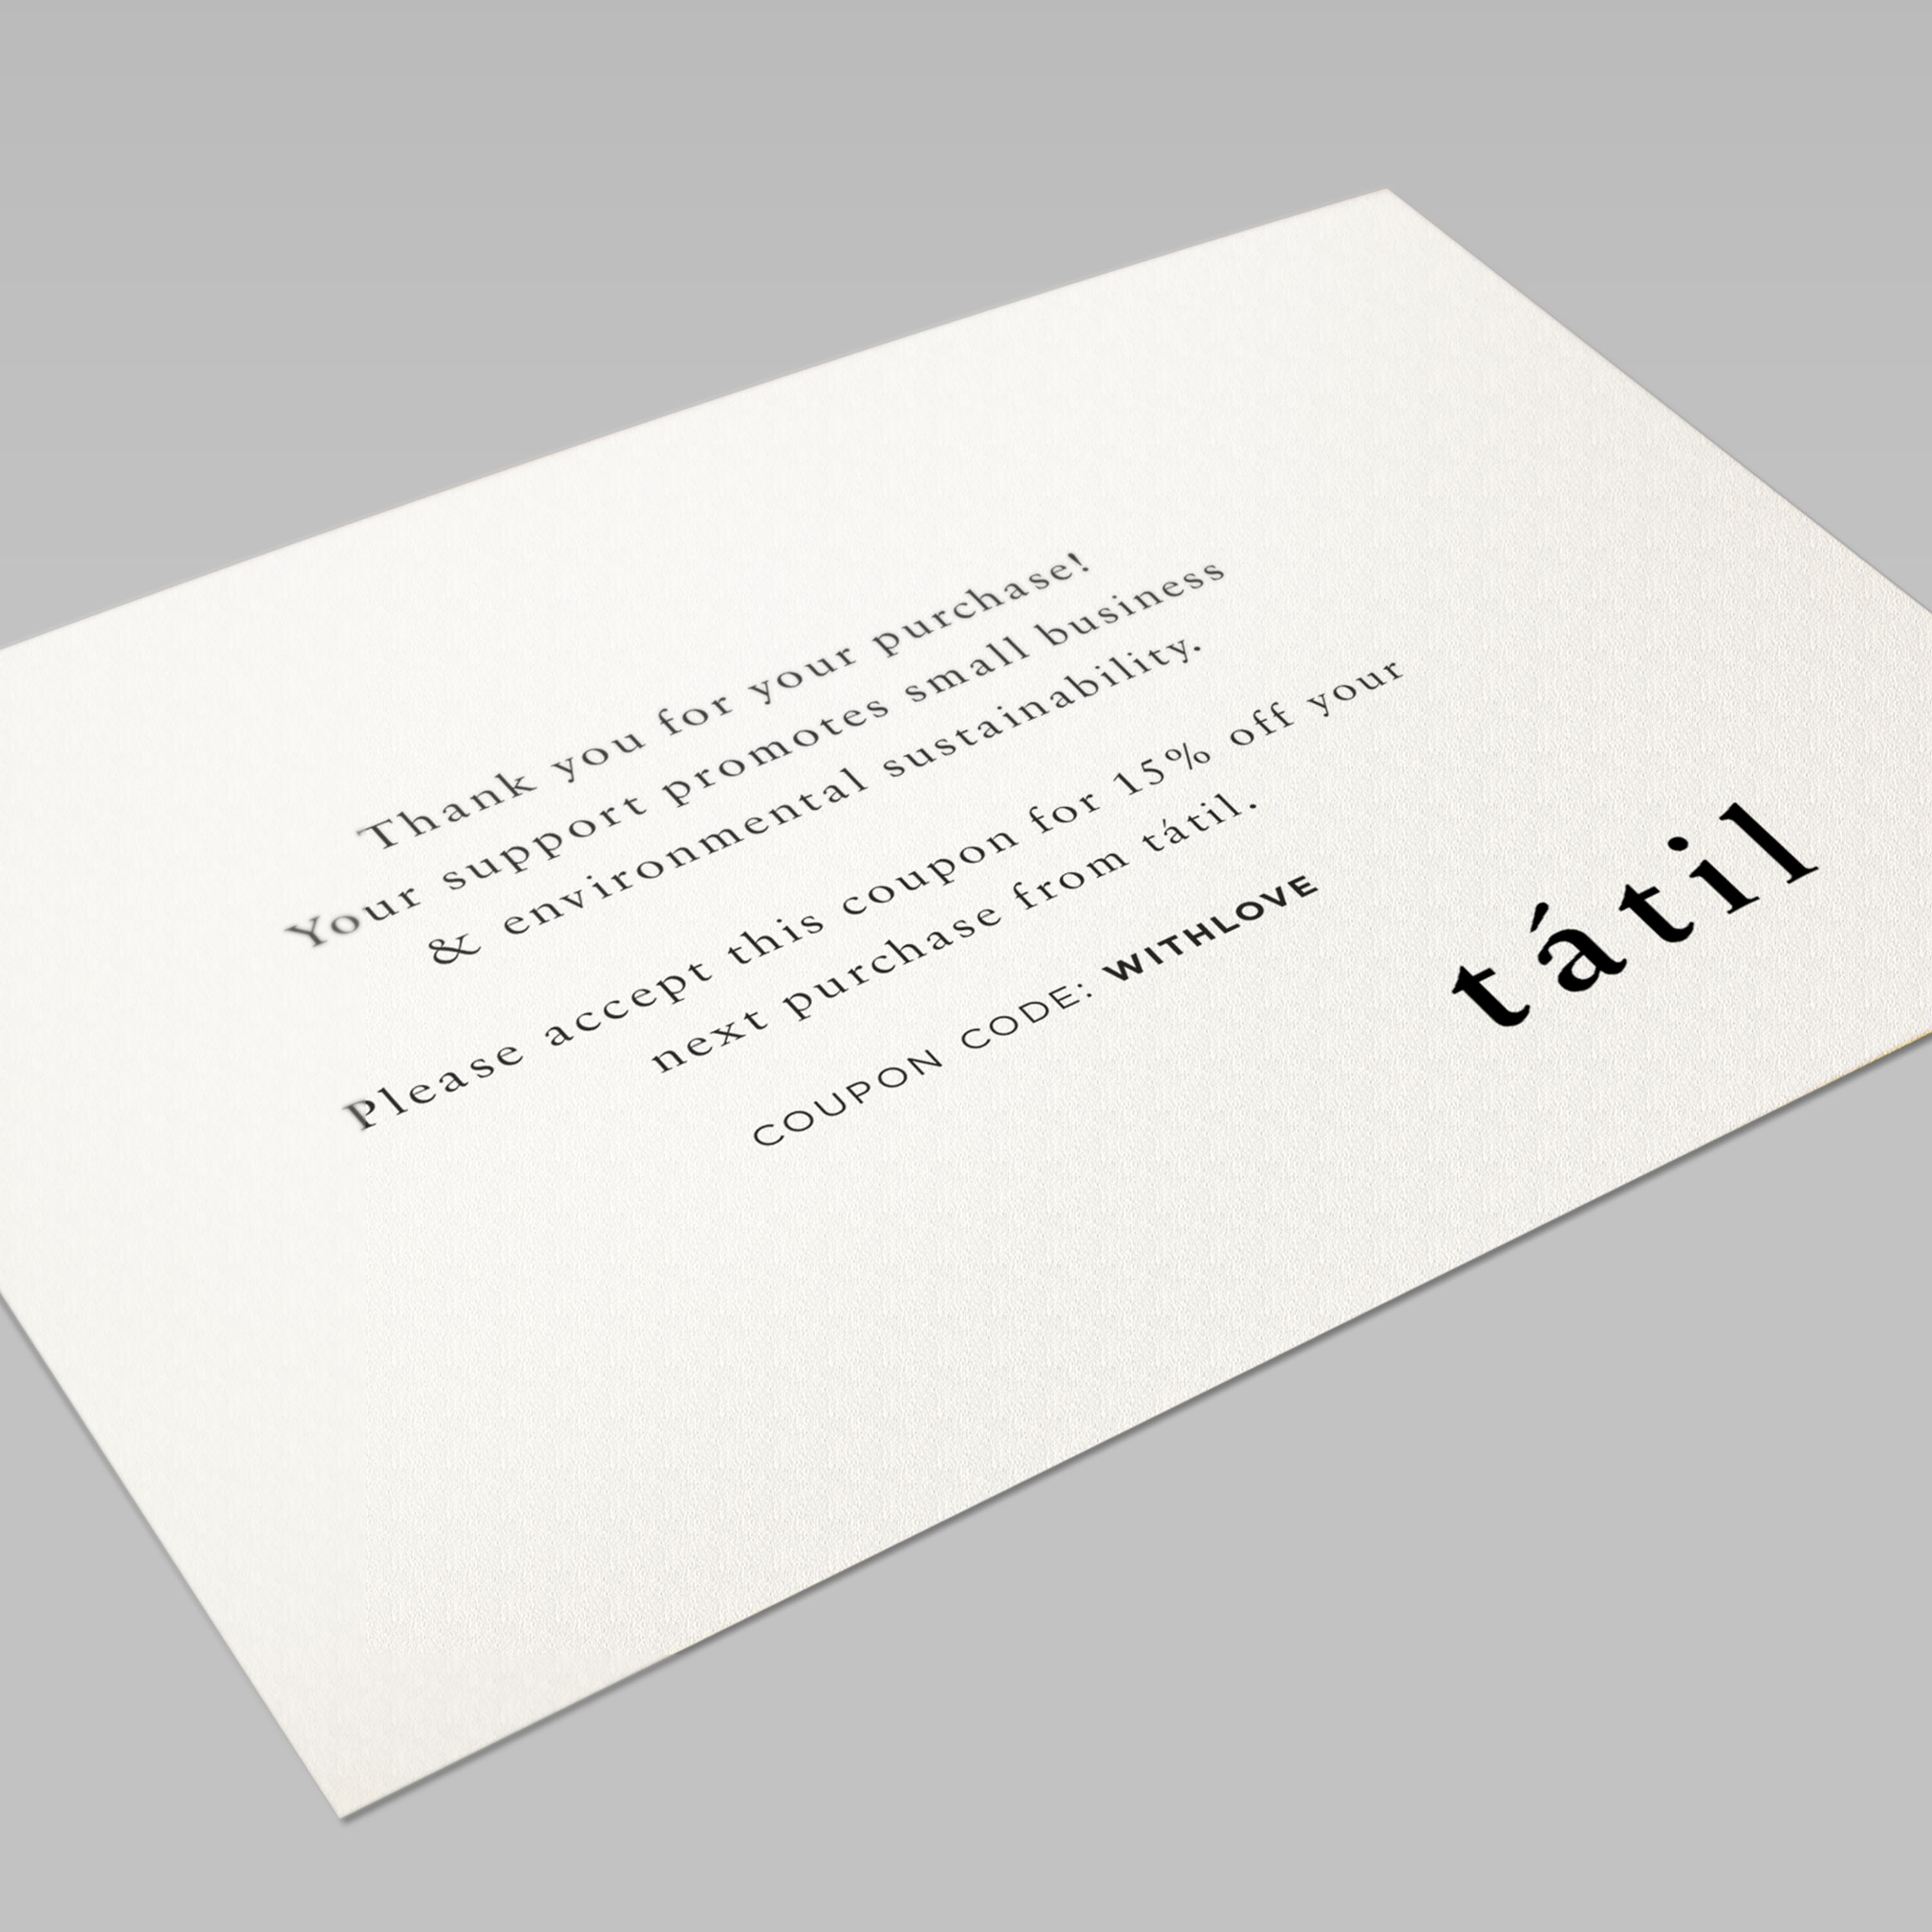 Thank you for your purchase!
Your support promotes small business
& environmental sustainability.
Please accept this coupon for 15% off your
next purchase from tátil.
COUPON CODE: WITHLOVE
tátil